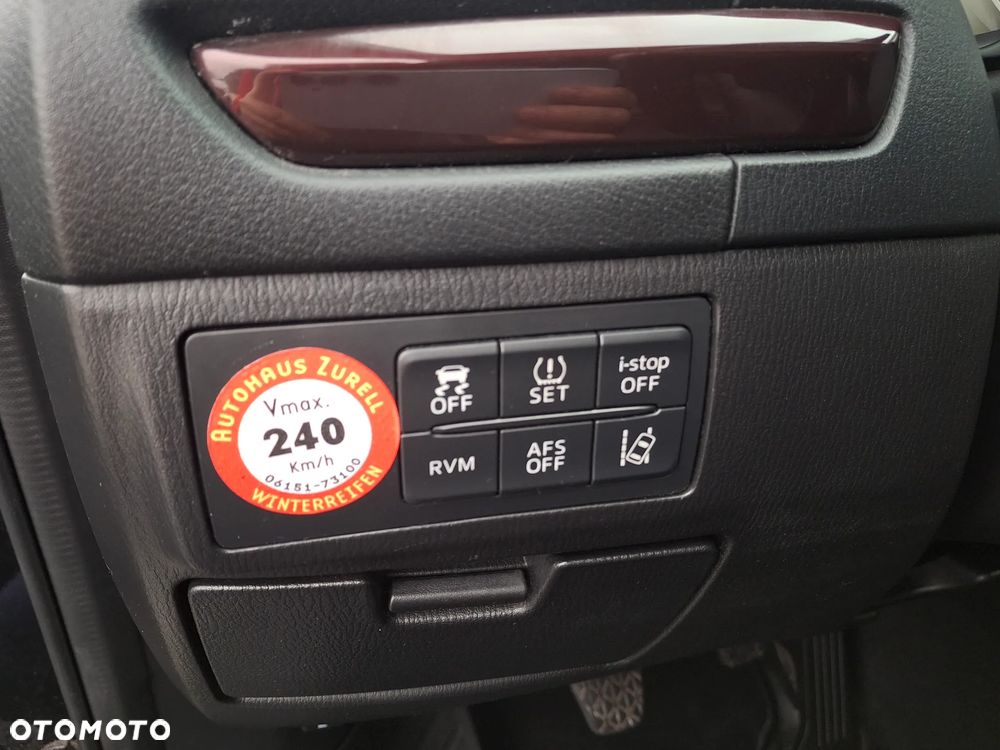 AUTOHAUS ZURELL
Vmax.
240
Km/h
06151-73100
WINTERREIFEN
OFF
SET
i-stop
OFF
RVM
AFS
OFF
OTOMOTO